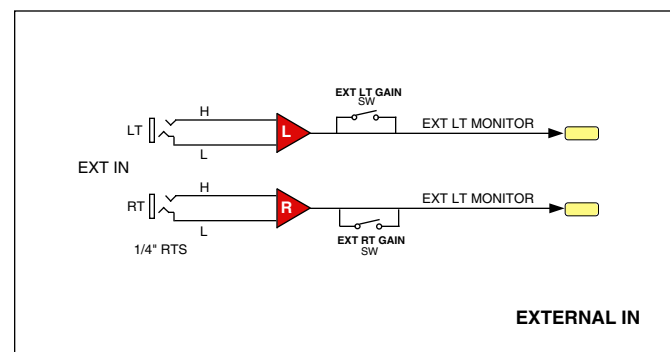 EXT LT GAIN
SW
H
LT
L
EXT LT MONITOR
L
EXT IN
H
RT
R
EXT LT MONITOR
L
EXT RT GAIN
SW
1/4" RTS
EXTERNAL IN